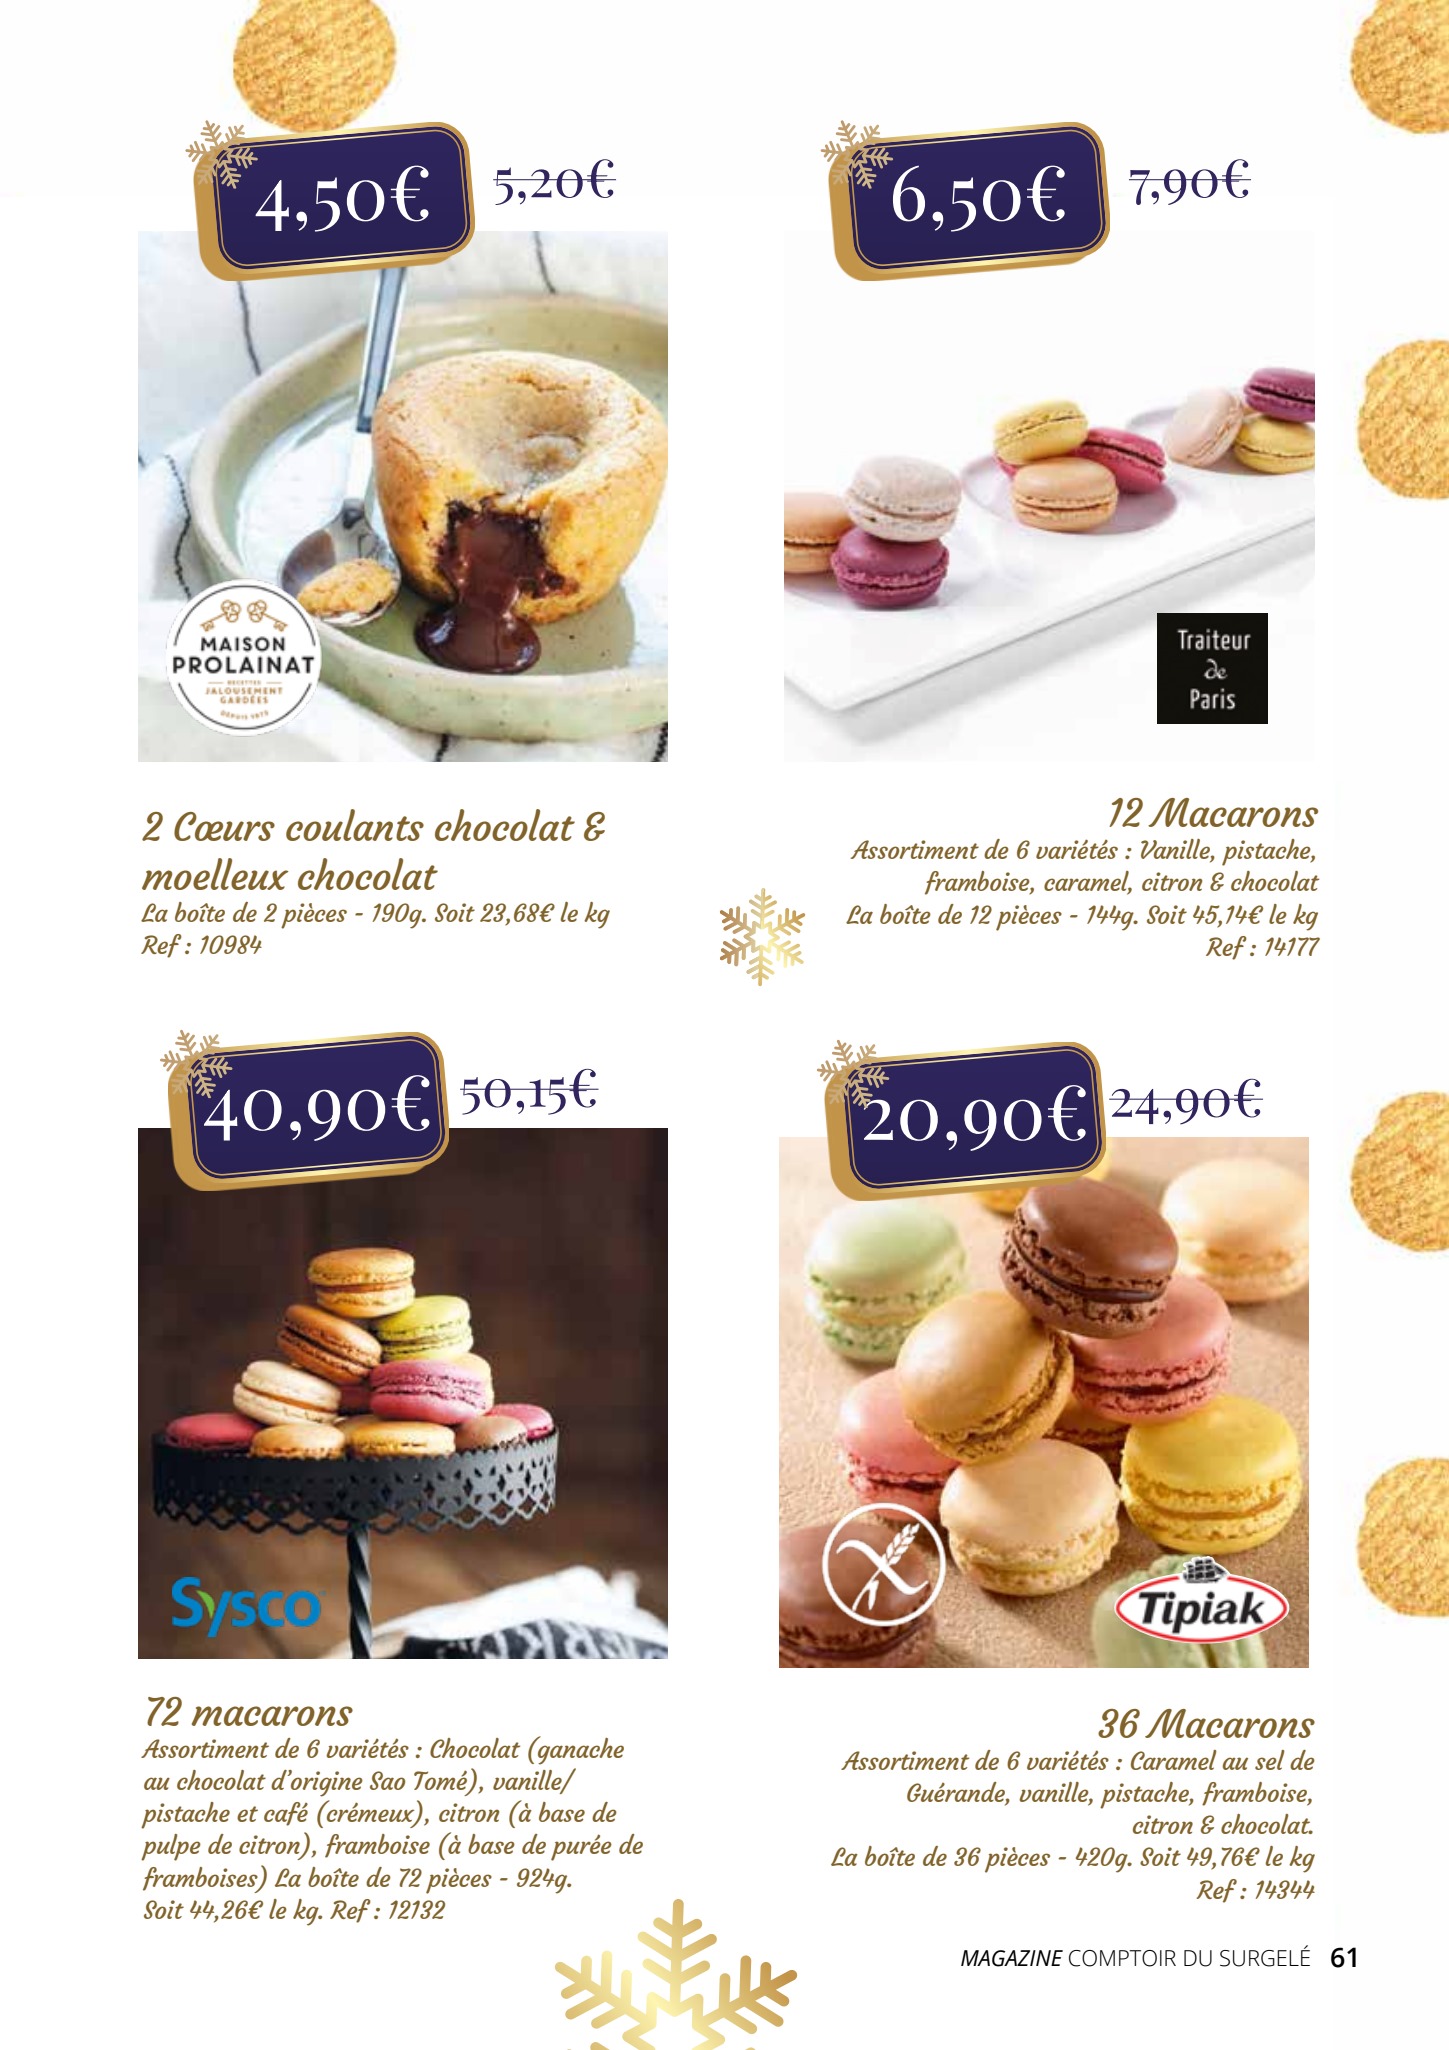 4,50€
5,20€
MAISON
PROLAINAT
RECETTES
JALOUSEMENT
GARDÉES
DEPUIS 1973
2 Cœurs coulants chocolat &
moelleux chocolat
La boîte de 2 pièces - 190g. Soit 23,68€ le kg
Ref : 10984
6,50€
7,90€
Traiteur
de
Paris
12 Macarons
Assortiment de 6 variétés : Vanille, pistache,
framboise, caramel, citron & chocolat
La boîte de 12 pièces - 144g. Soit 45,14€ le kg
Ref : 14177
40,90€
50,15€
Sysco
72 macarons
Assortiment de 6 variétés : Chocolat (ganache
au chocolat d'origine Sao Tomé), vanille/
pistache et café (crémeux), citron (à base de
pulpe de citron), framboise (à base de purée de
framboises) La boîte de 72 pièces - 924g.
Soit 44,26€ le kg. Ref : 12132
20,90€
24,90€
Tipiak
36 Macarons
Assortiment de 6 variétés : Caramel au sel de
Guérande, vanille, pistache, framboise,
citron & chocolat.
La boîte de 36 pièces - 420g. Soit 49,76€ le kg
Ref : 14344
MAGAZINE COMPTOIR DU SURGELÉ 61